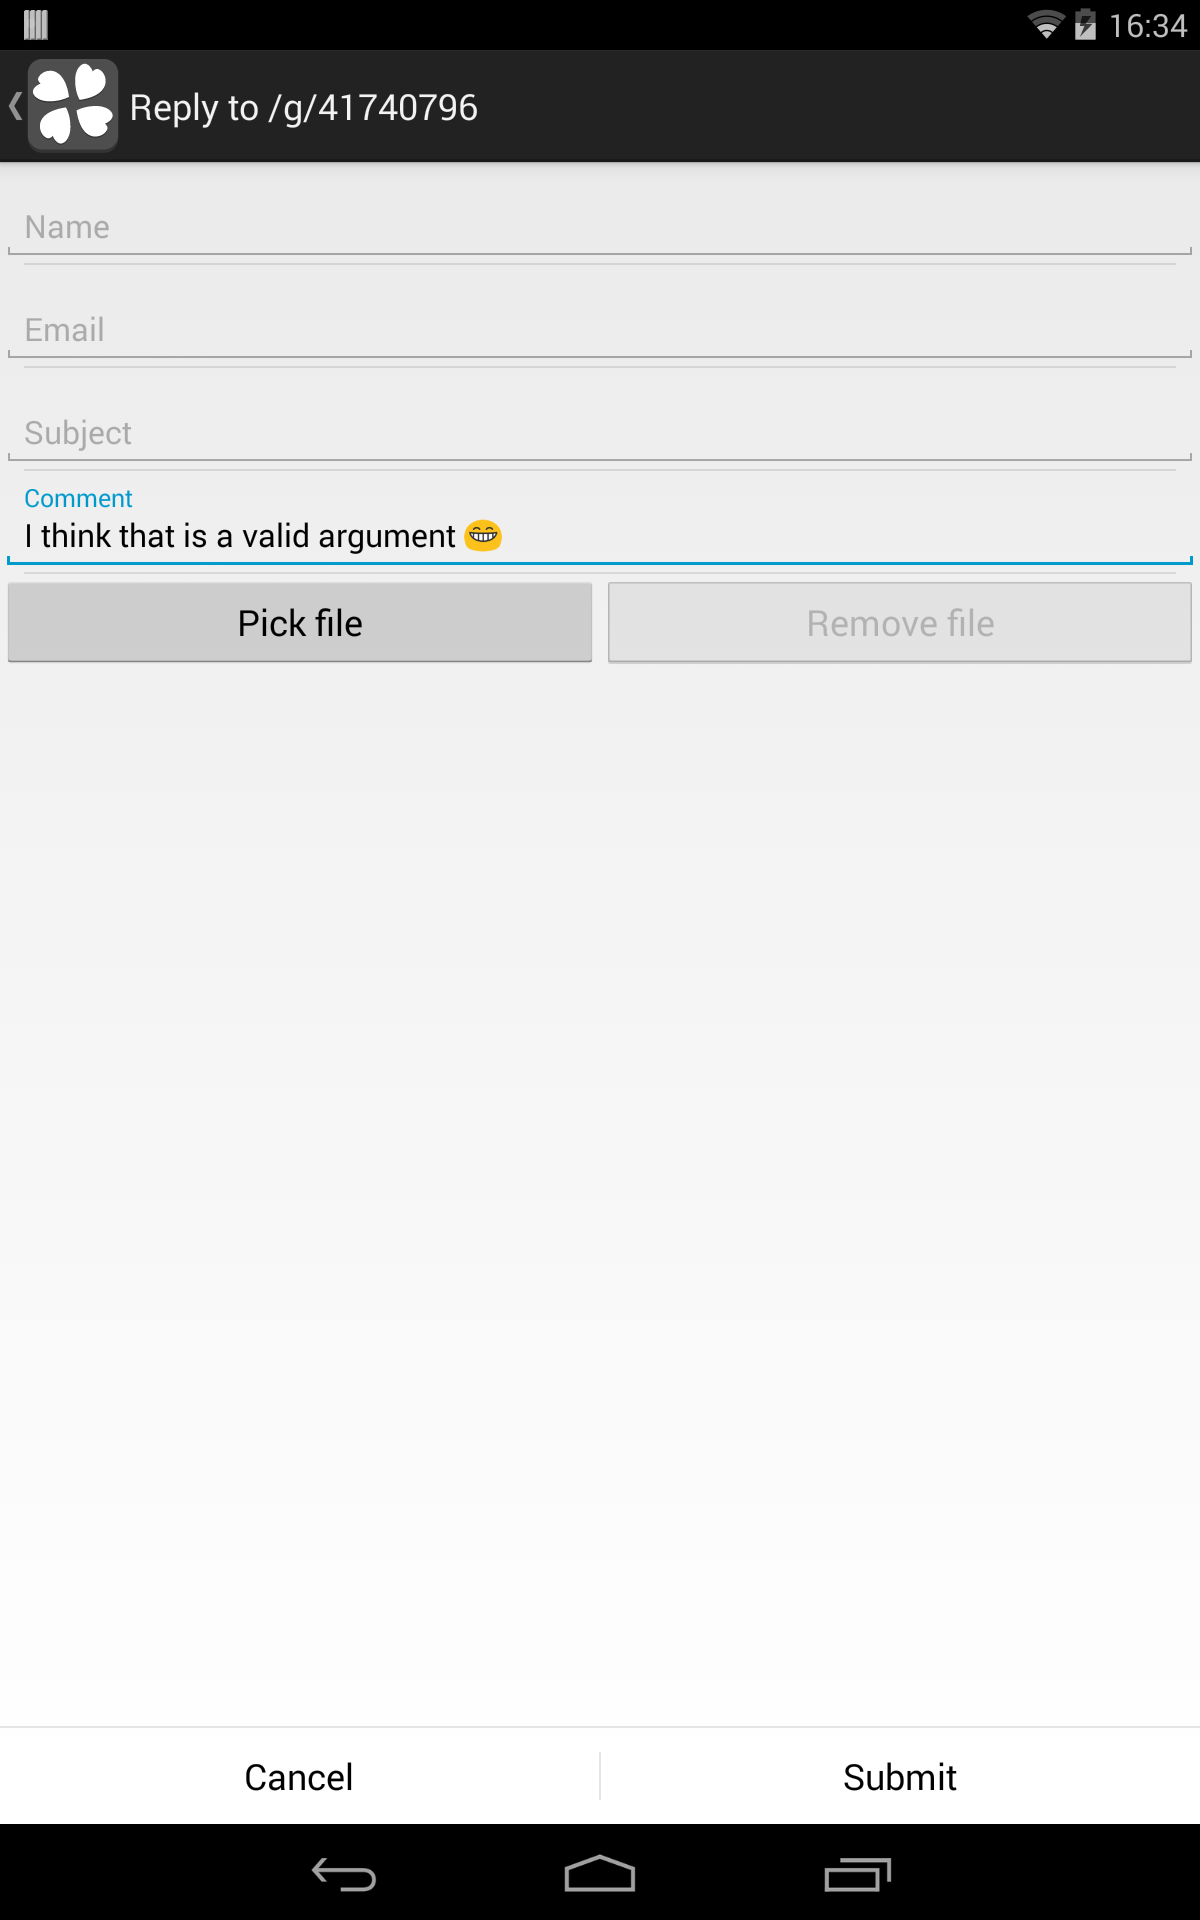 16:34
Reply to /g/41740796
Name
Email
Subject
Comment
I think that is a valid argument 😁
Pick file
Remove file
Cancel
Submit